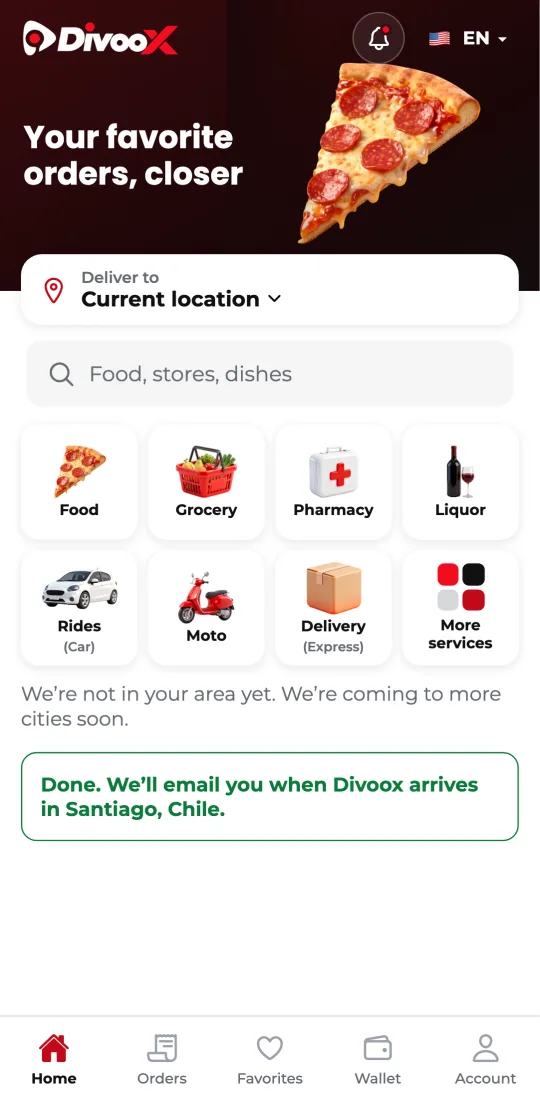 DivooX
EN
Your favorite
orders, closer
Deliver to
Current location
Food, stores, dishes
Food
Grocery
Pharmacy
Liquor
Rides
(Car)
Moto
Delivery
(Express)
More
services
We’re not in your area yet. We’re coming to more
cities soon.
Done. We’ll email you when Divoox arrives
in Santiago, Chile.
Home
Orders
Favorites
Wallet
Account